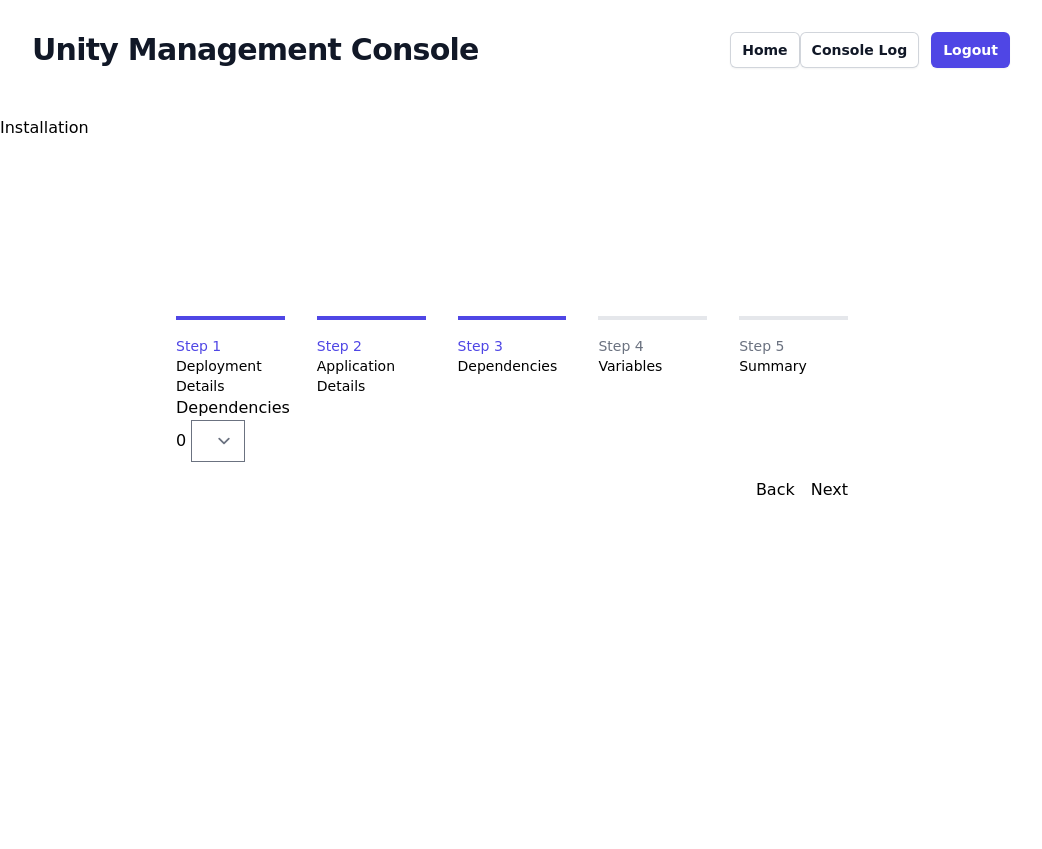 Unity Management Console
Home
Console Log
Logout
Installation
Step 1
Deployment
Details
Step 2
Application
Details
Step 3
Dependencies
Step 4
Variables
Step 5
Summary
Dependencies
0
Back
Next